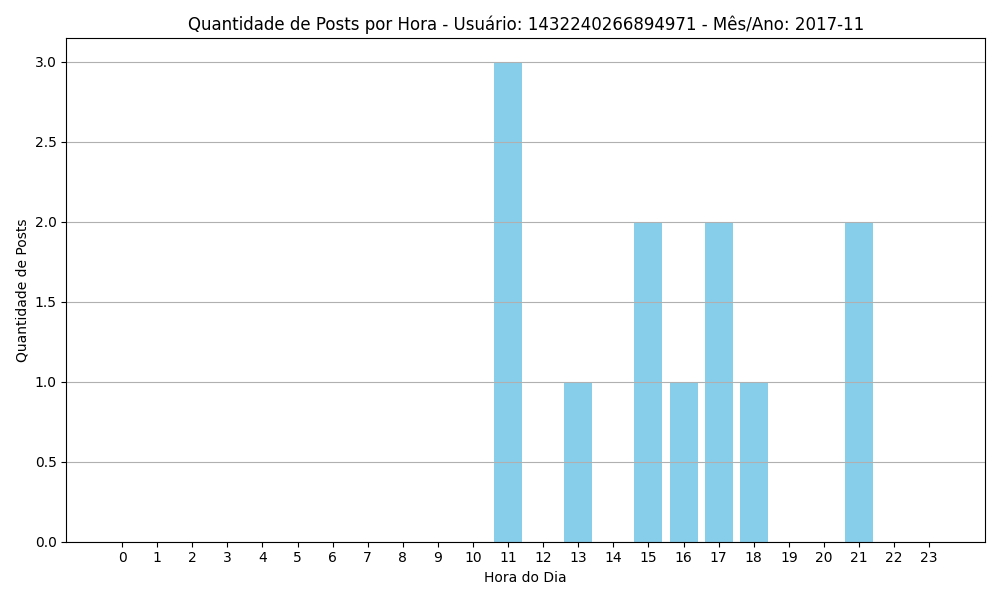 Quantidade de Posts por Hora - Usuário: 1432240266894971 - Mês/Ano: 2017-11
3.0
2.5
2.0
1.5
1.0
0.5
0.0
Quantidade de Posts
0 1 2 3 4 5 6 7 8 9 10 11 12 13 14 15 16 17 18 19 20 21 22 23
Hora do Dia